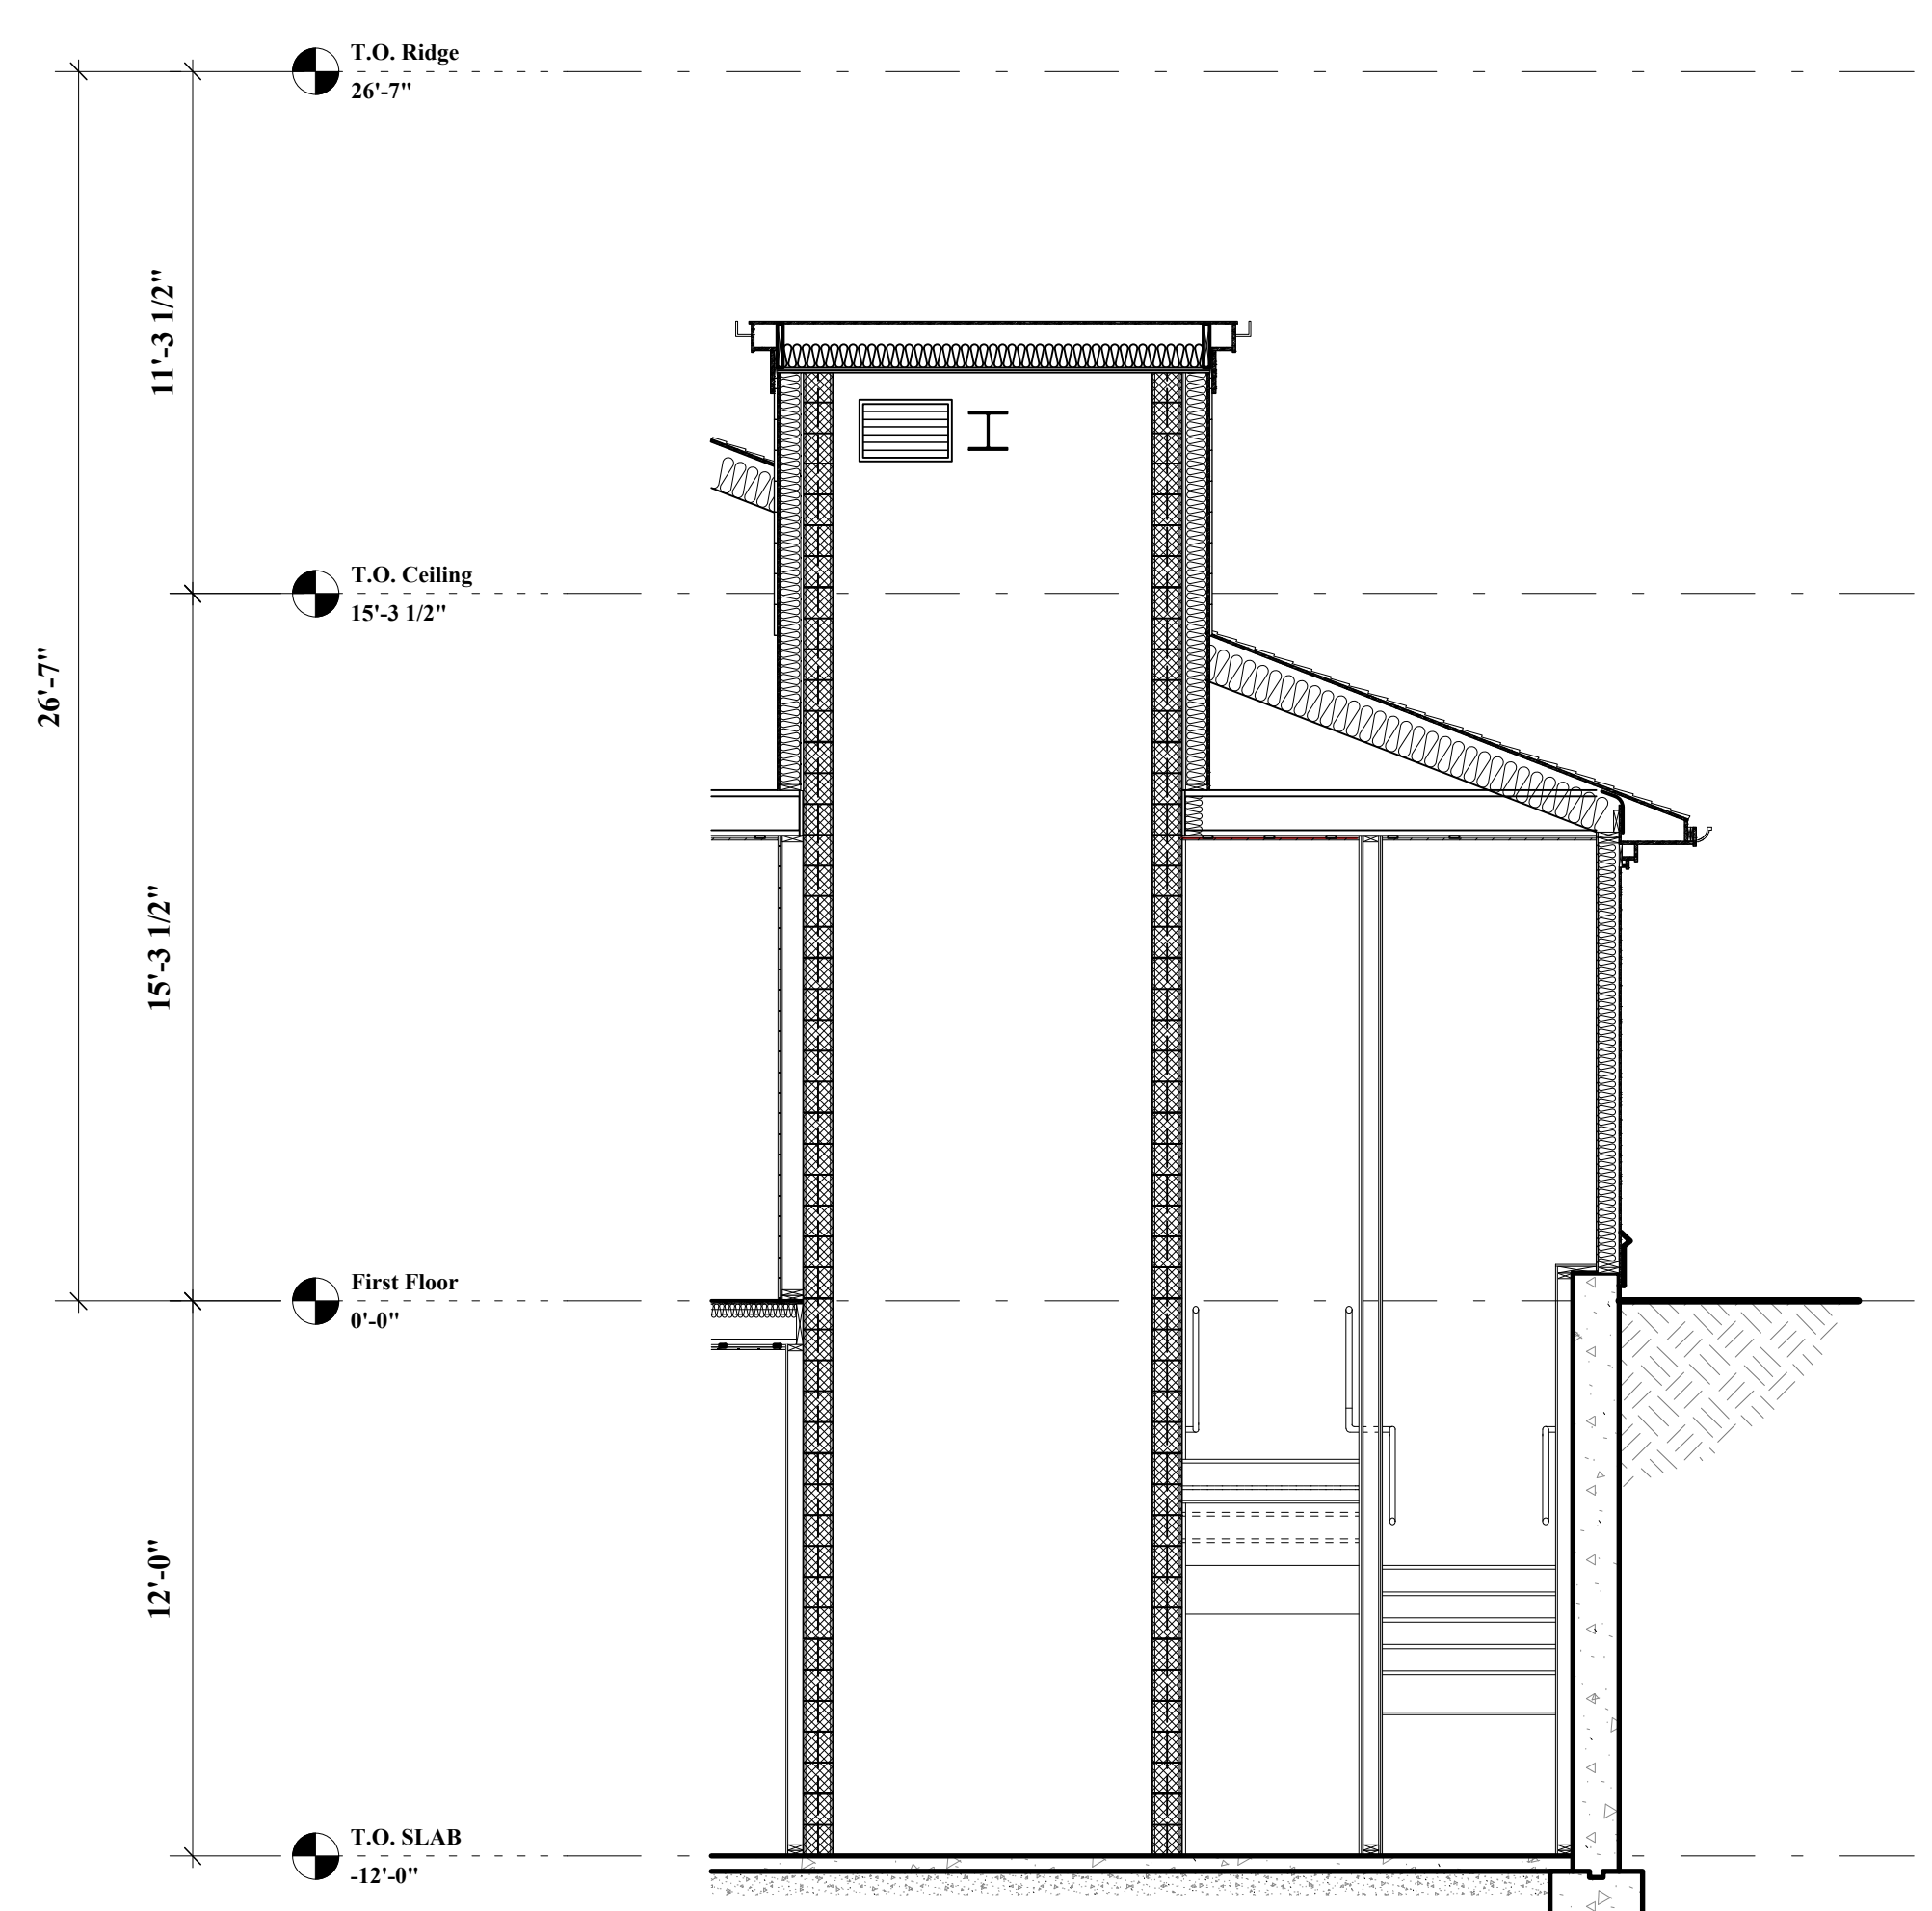 T.O. Ridge
26'-7"
11'-3 1/2"
T.O. Ceiling
15'-3 1/2"
26'-7"
15'-3 1/2"
First Floor
0'-0"
12'-0"
T.O. SLAB
-12'-0"